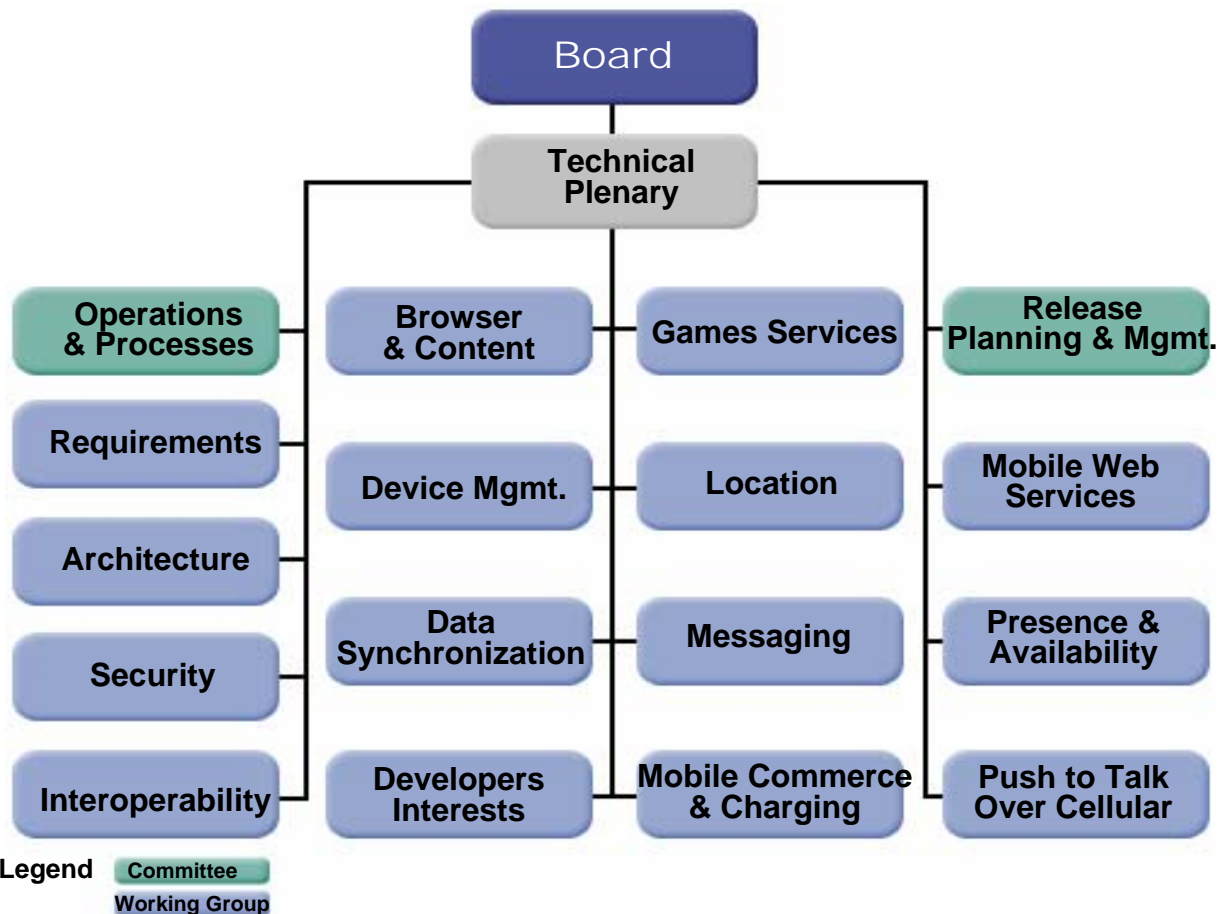 Board
Technical
Plenary
Operations
& Processes
Browser
& Content
Games Services
Release
Planning & Mgmt.
Requirements
Device Mgmt.
Location
Mobile Web
Services
Architecture
Data
Synchronization
Messaging
Presence &
Availability
Security
Interoperability
Developers
Interests
Mobile Commerce
& Charging
Push to Talk
Over Cellular
Legend
Committee
Working Group